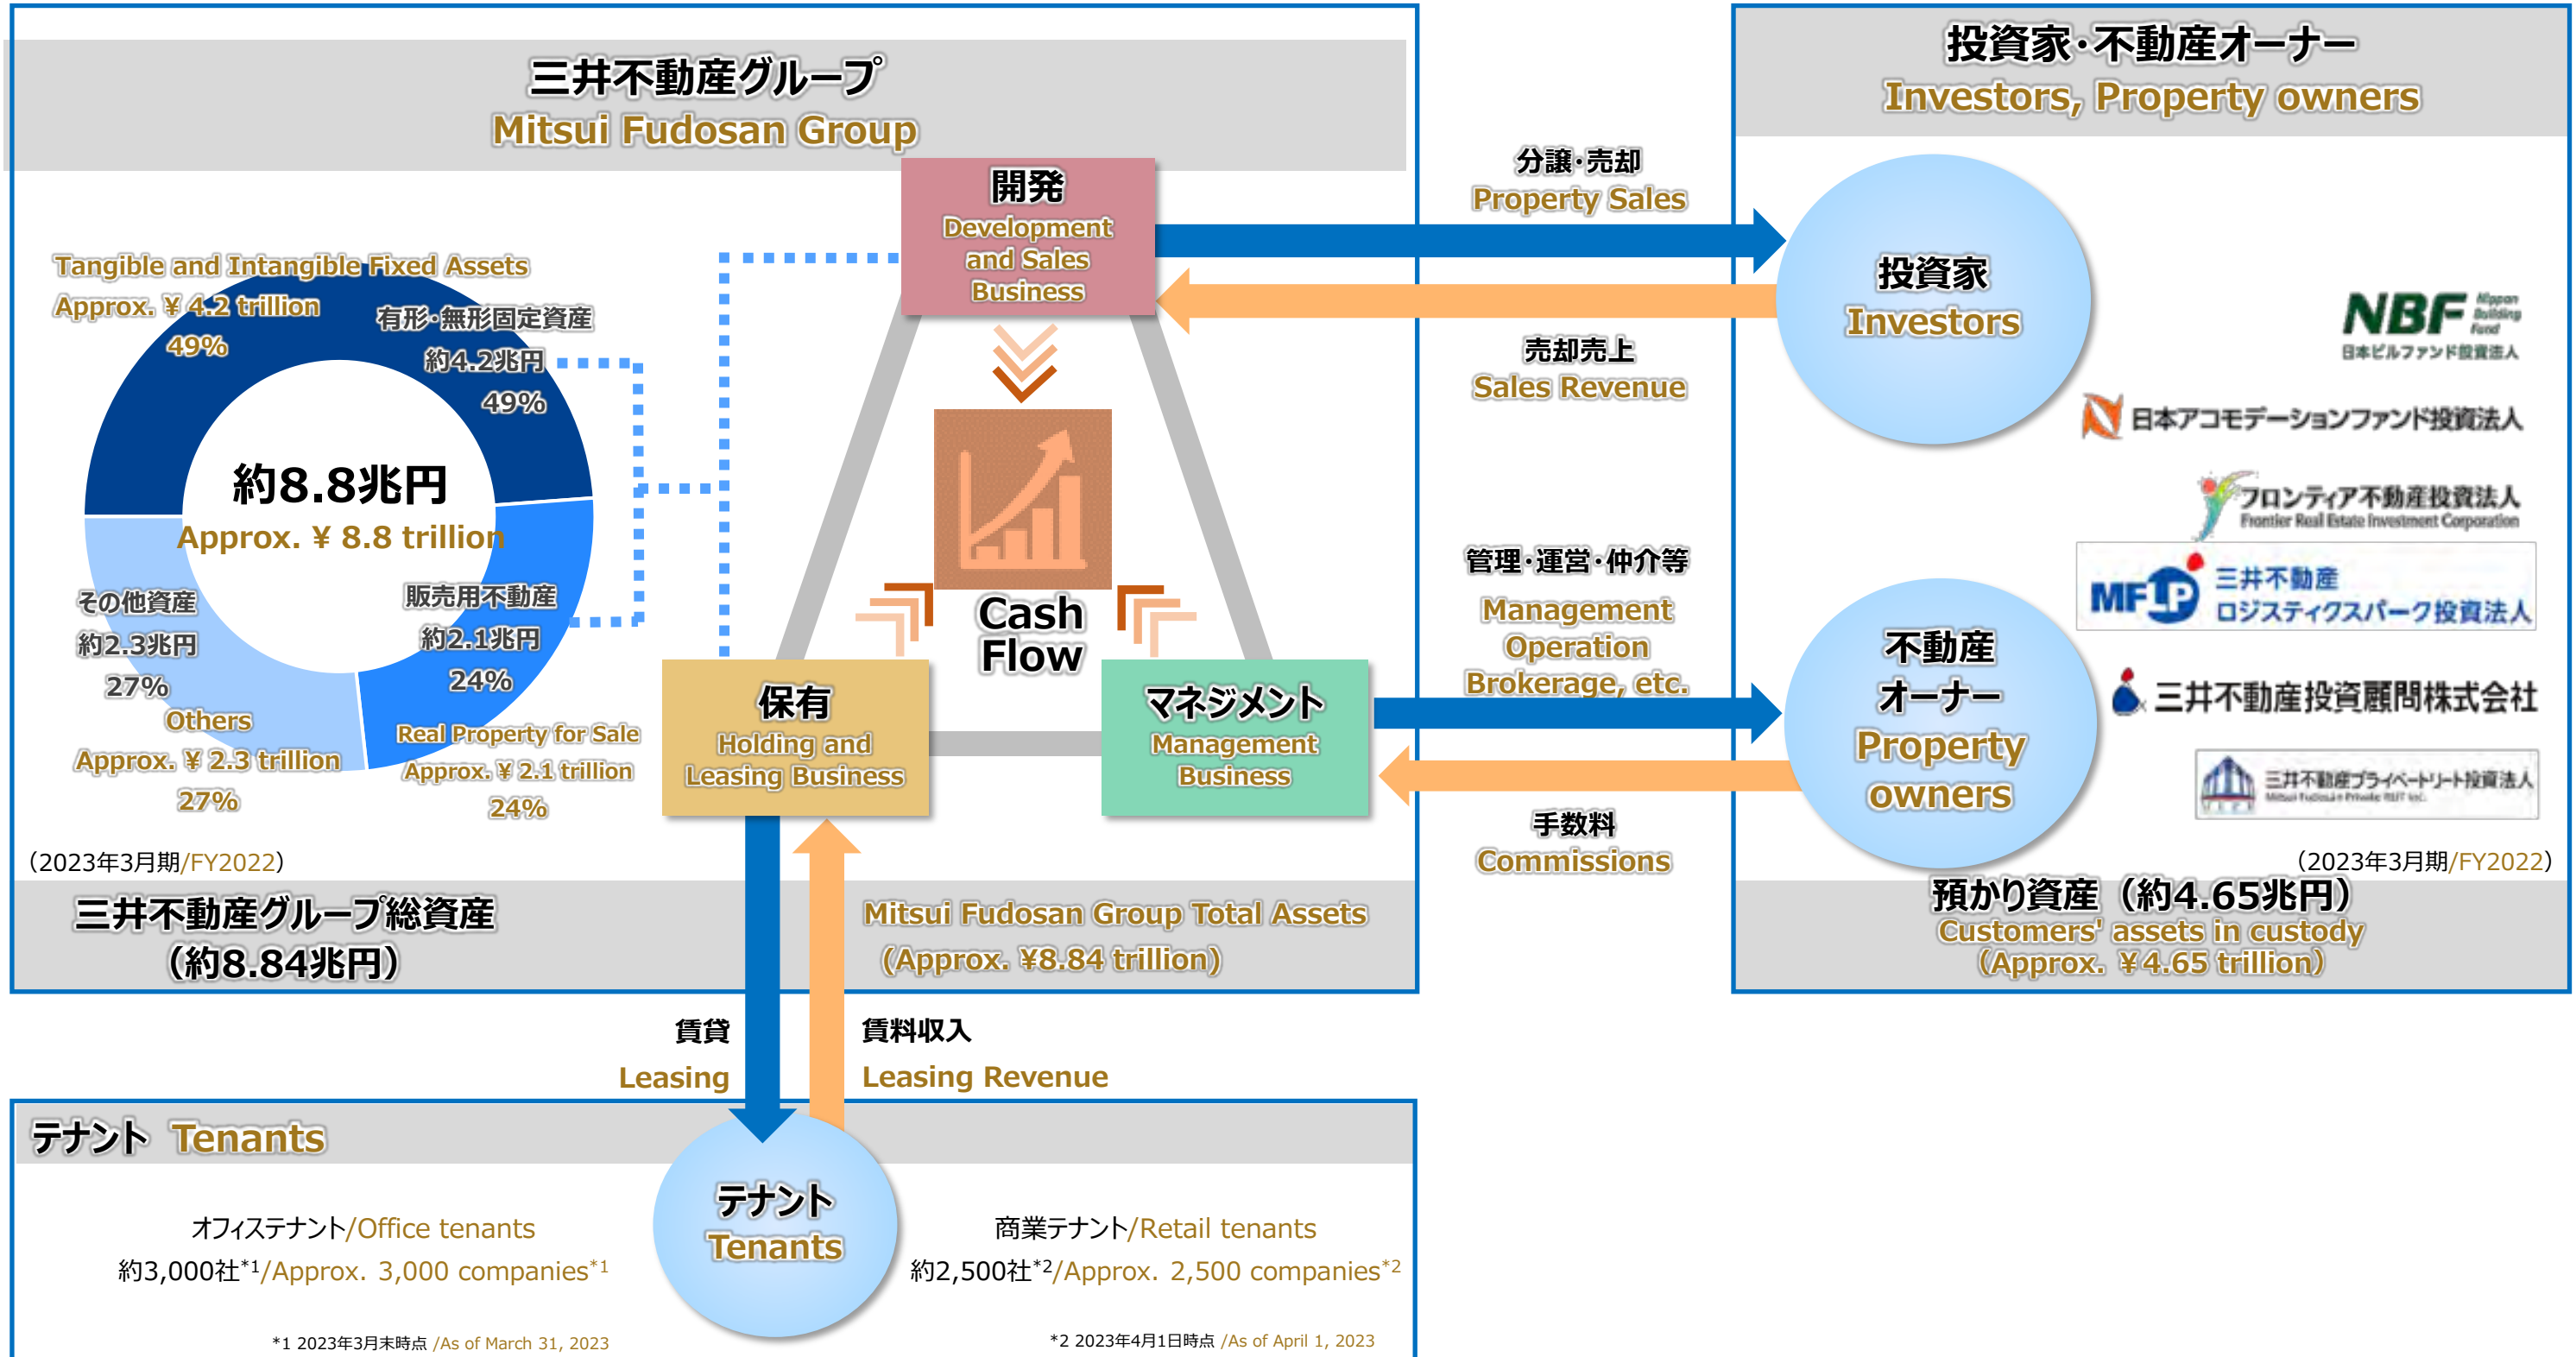 三井不動産グループ
Mitsui Fudosan Group
投資家・不動産オーナー
Investors, Property owners
開発
Development
and Sales
Business
分譲・売却
Property Sales
Tangible and Intangible Fixed Assets
Approx. ¥ 4.2 trillion
49%
有形・無形固定資産
約4.2兆円
49%
約8.8兆円
Approx. ¥ 8.8 trillion
その他資産
約2.3兆円
27%
Others
Approx. ¥ 2.3 trillion
27%
販売用不動産
約2.1兆円
24%
Real Property for Sale
Approx. ¥ 2.1 trillion
24%
Cash
Flow
保有
Holding and
Leasing Business
マネジメント
Management
Business
売却売上
Sales Revenue
管理・運営・仲介等
Management
Operation
Brokerage, etc.
手数料
Commissions
投資家
Investors
不動産
オーナー
Property
owners
NBF Nippon
Building
Fund
日本ビルファンド投資法人
日本アコモデーションファンド投資法人
フロンティア不動産投資法人
Frontier Real Estate Investment Corporation
MFLP 三井不動産
ロジスティクスパーク投資法人
三井不動産投資顧問株式会社
三井不動産プライベートリート投資法人
Mitsui Fudosan Private REIT Inc.
（2023年3月期/FY2022）
（2023年3月期/FY2022）
三井不動産グループ総資産
（約8.84兆円）
Mitsui Fudosan Group Total Assets
(Approx. ¥8.84 trillion)
預かり資産（約4.65兆円）
Customers' assets in custody
（Approx. ¥4.65 trillion）
賃貸
Leasing
賃料収入
Leasing Revenue
テナント Tenants
テナント
Tenants
オフィステナント/Office tenants
約3,000社*1/Approx. 3,000 companies*1
商業テナント/Retail tenants
約2,500社*2/Approx. 2,500 companies*2
*1 2023年3月末時点 /As of March 31, 2023
*2 2023年4月1日時点 /As of April 1, 2023